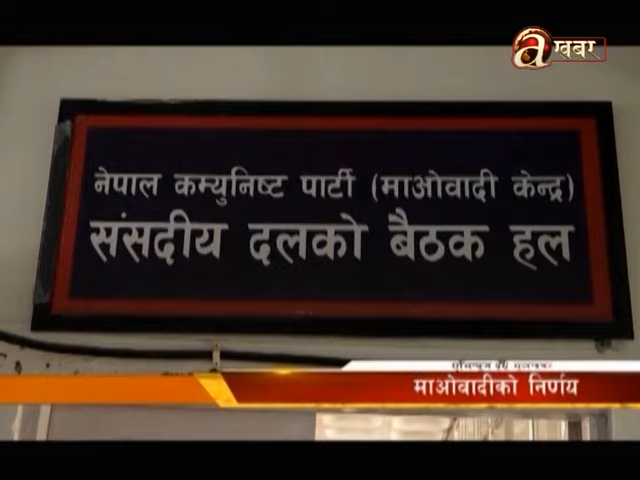 a खबर
नेपाल कम्युनिष्ट पार्टी (माओवादी केन्द्र)
संसदीय दलको बैठक हल
माओवादीको निर्णय